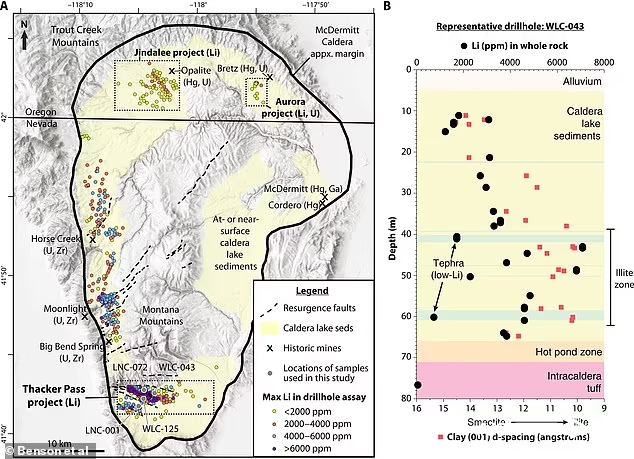 A
-118°10'
-117°50'
N
Trout Creek
Mountains
McDermitt
Caldera
appx. margin
Jindalee project (Li)
Opalite
(Hg, U)
Bretz (Hg, U)
Aurora
project (Li, U)
42°
Oregon
Nevada
McDermitt (Hg, Ga)
Cordero (Hg)
At- or near-
surface
caldera
lake
sediments
Horse Creek
(U, Zr)
41°50'
Moonlight
(U, Zr)
Montana
Mountains
Big Bend Spring
(U, Zr)
LNC-072
WLC-043
Thacker Pass
project (Li)
LNC-001
WLC-125
41°40'
10 km
Legend
Resurgence faults
Caldera lake seds
Historic mines
Locations of samples
used in this study
Max Li in drillhole assay
<2000 ppm
2000–4000 ppm
4000–6000 ppm
>6000 ppm
© Benson et al
B
Representative drillhole: WLC-043
Li (ppm) in whole rock
0 2000 4000 6000 8000 10000
Alluvium
Caldera
lake
sediments
10
20
30
40
50
60
70
80
Depth (m)
Tephra
(low-Li)
Illite
zone
Hot pond zone
Intracaldera
tuff
16 15 14 13 12 11 10 9
Smectite
Illite
Clay (001) d-spacing (angstroms)